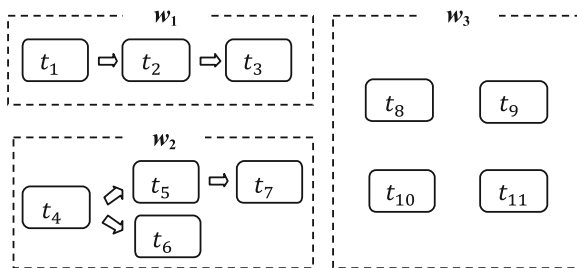 w₁
t₁ t₂ t₃
w₂
t₄ t₅ t₇
t₆
w₃
t₈ t₉
t₁₀ t₁₁